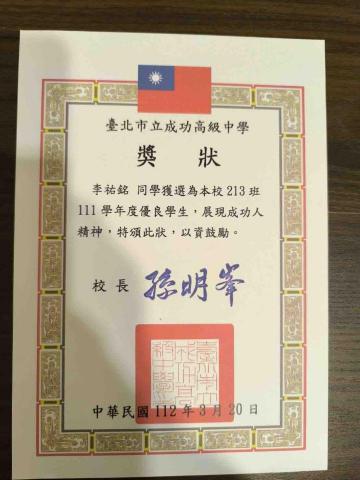 臺北市立成功高級中學
獎狀
李祐銘 同學獲選為本校213班
111學年度優良學生，展現成功人
精神，特頒此狀，以資鼓勵。
校長 孫明峯
中華民國112年3月20日